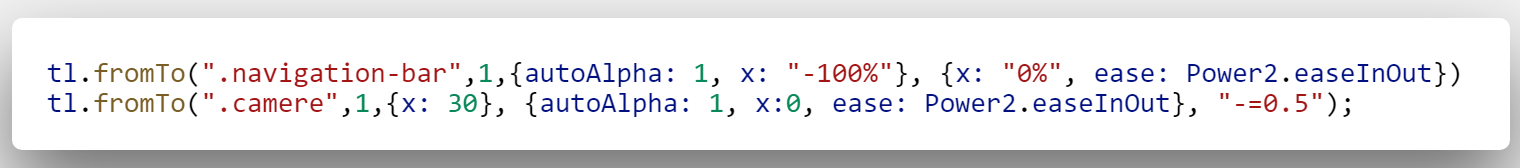 tl.fromTo(".navigation-bar",1,{autoAlpha: 1, x: "-100%"}, {x: "0%", ease: Power2.easeInOut})
tl.fromTo(".camere",1,{x: 30}, {autoAlpha: 1, x:0, ease: Power2.easeInOut}, "-=0.5");